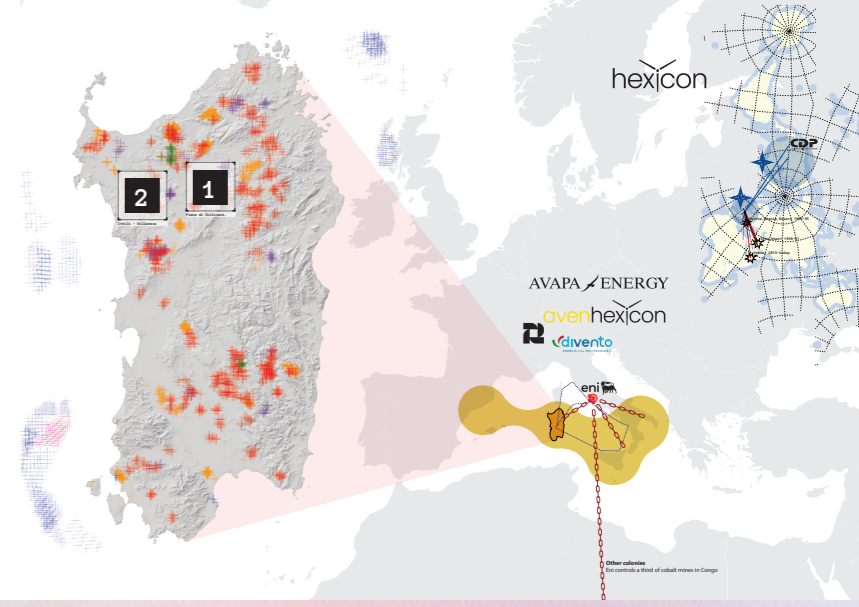 hexicon
CDP
2
1
AVAPA ENERGY
avenhexicon
divento
eni
Other colonies
Eni controls a third of cobalt mines in Congo